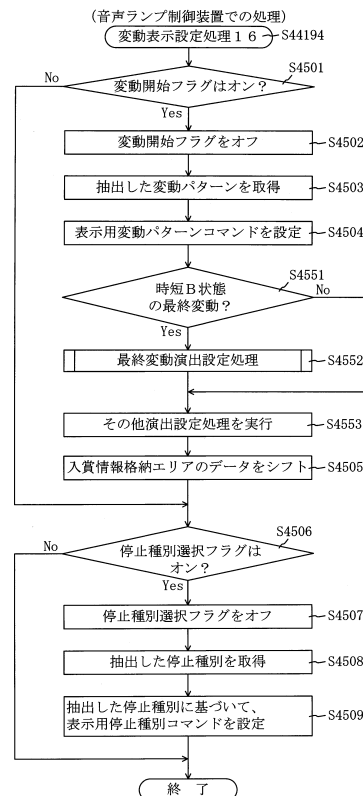 (音声ランプ制御装置での処理)
変動表示設定処理16
S44194
S4501
No
変動開始フラグはオン?
Yes
変動開始フラグをオフ
S4502
抽出した変動パターンを取得
S4503
表示用変動パターンコマンドを設定
S4504
S4551
時短B状態
の最終変動?
No
Yes
最終変動演出設定処理
S4552
その他演出設定処理を実行
S4553
入賞情報格納エリアのデータをシフト
S4505
S4506
No
停止種別選択フラグは
オン?
Yes
停止種別選択フラグをオフ
S4507
抽出した停止種別を取得
S4508
抽出した停止種別に基づいて、
表示用停止種別コマンドを設定
S4509
終 了